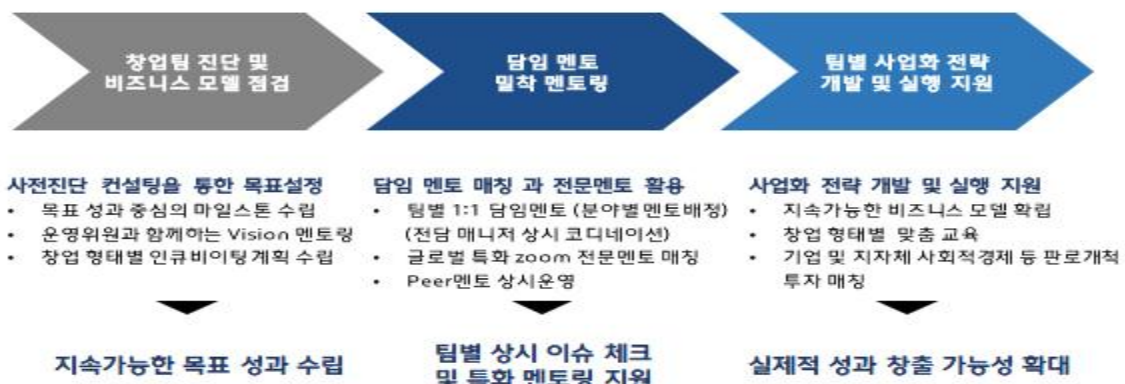 창업팀 진단 및
비즈니스 모델 점검
담임 멘토
밀착 멘토링
팀별 사업화 전략
개발 및 실행 지원
사전진단 컨설팅을 통한 목표설정
• 목표 성과 중심의 마일스톤 수립
• 운영위원과 함께하는 Vision 멘토링
• 창업 형태별 인큐비이팅계획 수립
지속가능한 목표 성과 수립
담임 멘토 매칭 과 전문멘토 활용
• 팀별 1:1 담임멘토 (분야별멘토배정)
(전담 매니저 상시 코디네이션)
• 글로벌 특화 zoom 전문멘토 매칭
• Peer멘토 상시운영
팀별 상시 이슈 체크
및 특화 멘토링 지원
사업화 전략 개발 및 실행 지원
• 지속가능한 비즈니스 모델 확립
• 창업 형태별 맞춤 교육
• 기업 및 지자체 사회적경제 등 판로개척
투자 매칭
실제적 성과 창출 가능성 확대